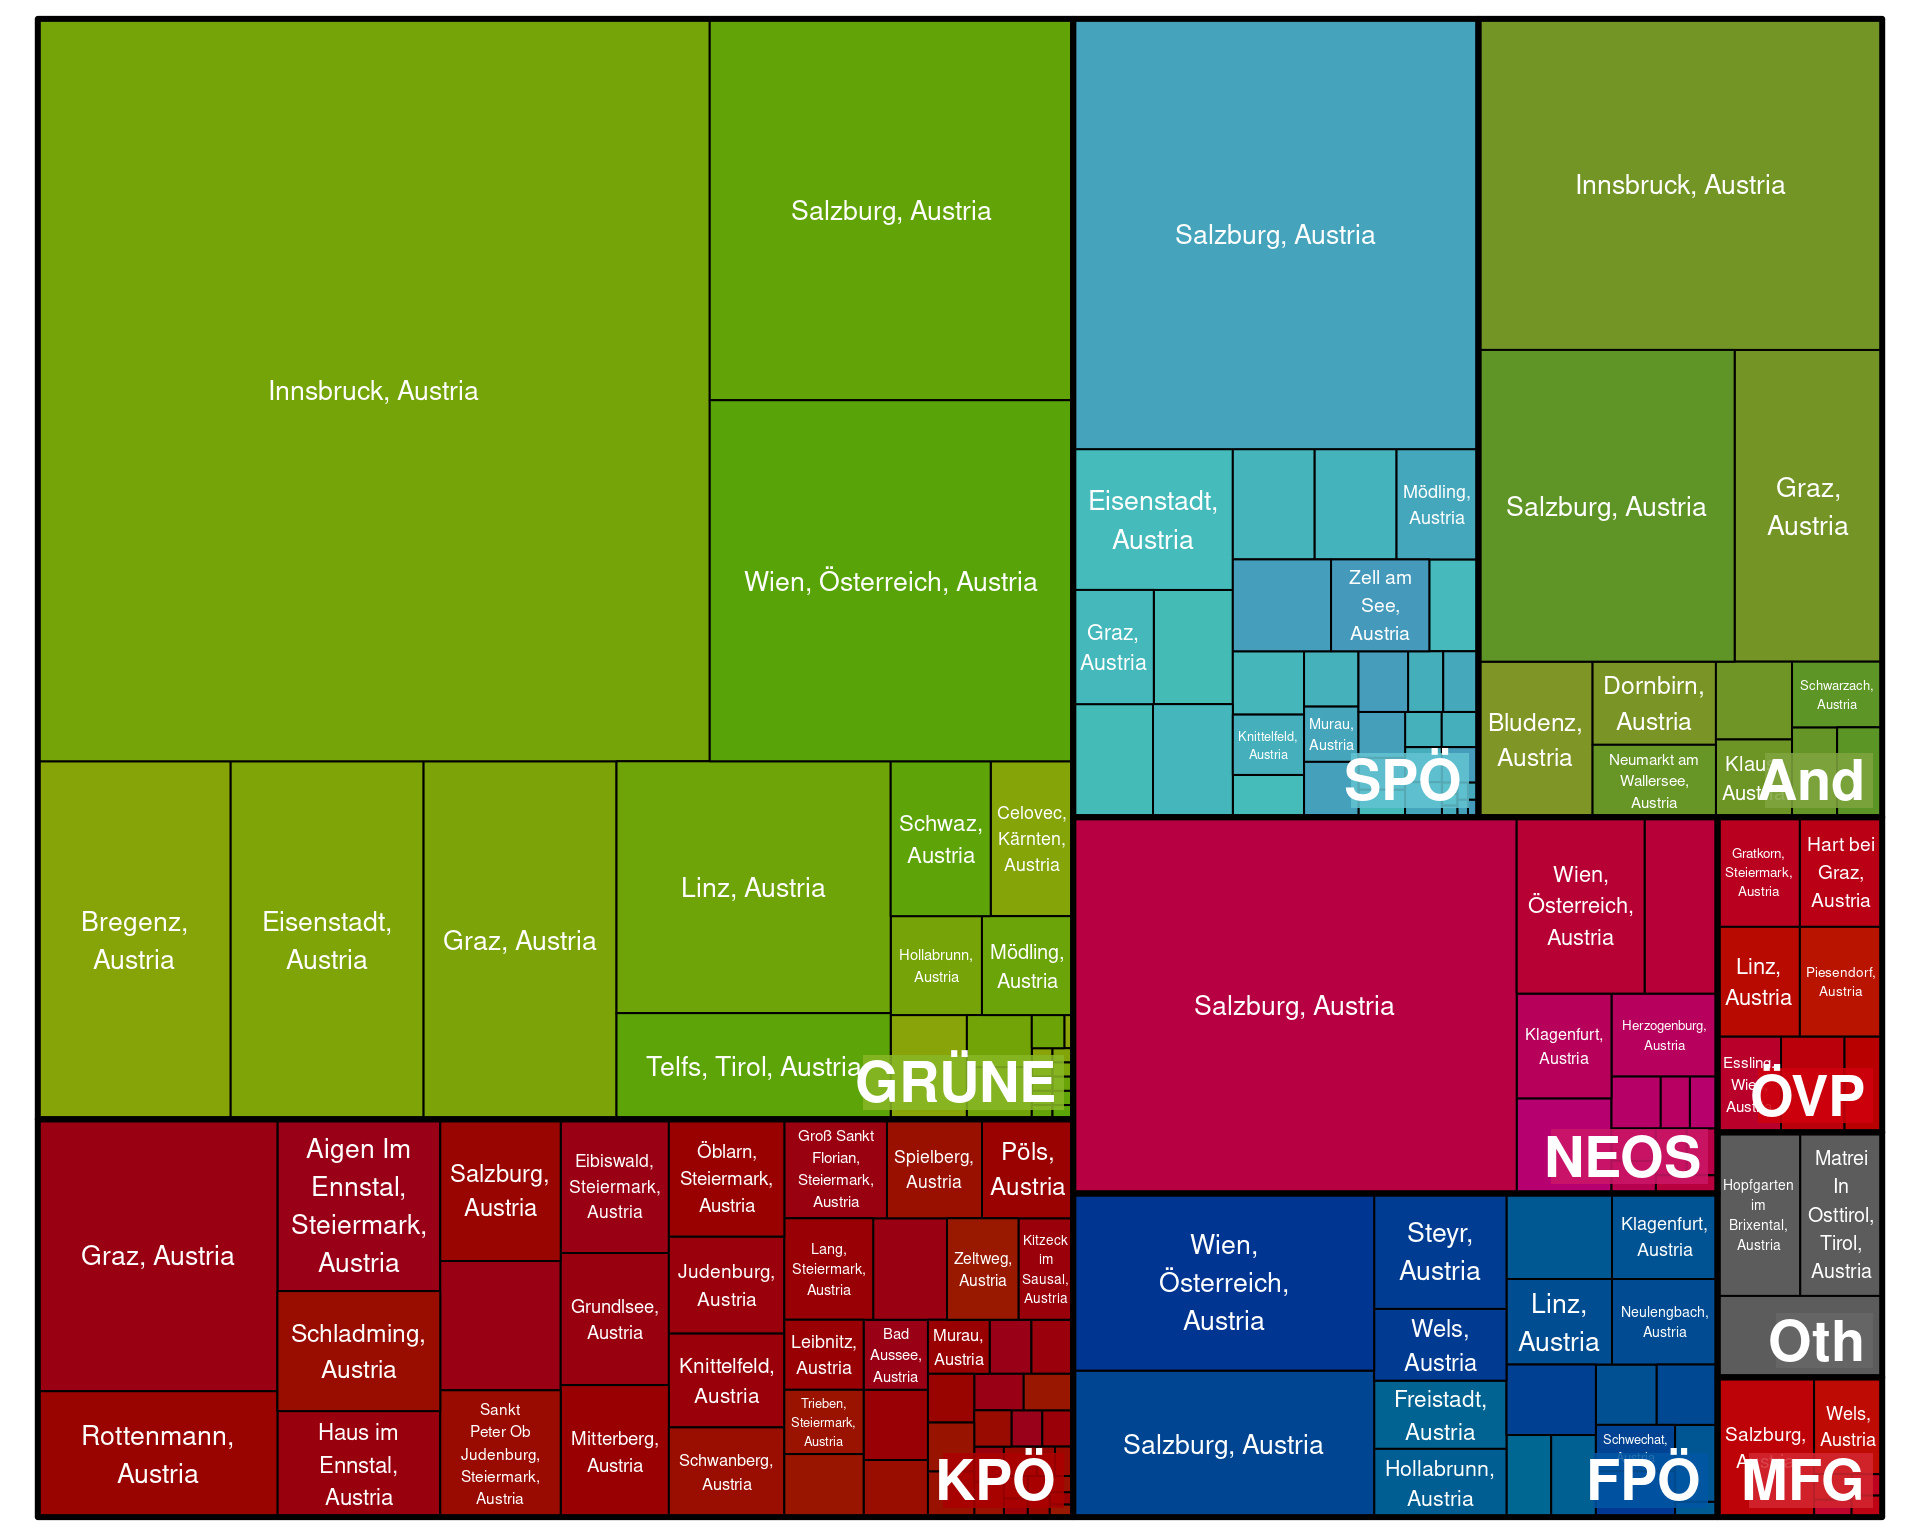 Innsbruck, Austria
Salzburg, Austria
Wien, Österreich, Austria
Bregenz,
Austria
Eisenstadt,
Austria
Graz, Austria
Linz, Austria
Telfs, Tirol, Austria
Schwaz,
Austria
Celovec,
Kärnten,
Austria
Hollabrunn,
Austria
Mödling,
Austria
GRÜNE
Salzburg, Austria
Eisenstadt,
Austria
Mödling,
Austria
Graz,
Austria
Zell am
See,
Austria
Knittelfeld,
Austria
Murau,
Austria
SPÖ
Innsbruck, Austria
Salzburg, Austria
Graz,
Austria
Bludenz,
Austria
Dornbirn,
Austria
Neumarkt am
Wallersee,
Austria
Schwarzach,
Austria
And
Graz, Austria
Rottenmann,
Austria
Aigen Im
Ennstal,
Steiermark,
Austria
Schladming,
Austria
Haus im
Ennstal,
Austria
Salzburg,
Austria
Sankt
Peter Ob
Judenburg,
Steiermark,
Austria
Eibiswald,
Steiermark,
Austria
Grundlsee,
Austria
Mitterberg,
Austria
Öblarn,
Steiermark,
Austria
Judenburg,
Austria
Knittelfeld,
Austria
Schwanberg,
Austria
Groß Sankt
Florian,
Steiermark,
Austria
Spielberg,
Austria
Pöls,
Austria
Lang,
Steiermark,
Austria
Zeltweg,
Austria
Kitzeck
im
Sausal,
Austria
Leibnitz,
Austria
Bad
Aussee,
Austria
Murau,
Austria
Trieben,
Steiermark,
Austria
KPÖ
Salzburg, Austria
Wien,
Österreich,
Austria
Klagenfurt,
Austria
Herzogenburg,
Austria
NEOS
Gratkorn,
Steiermark,
Austria
Hart bei
Graz,
Austria
Linz,
Austria
Piesendorf,
Austria
Essling,
ÖVP
Wien,
Österreich,
Austria
Salzburg, Austria
Steyr,
Austria
Wels,
Austria
Freistadt,
Austria
Hollabrunn,
Austria
Klagenfurt,
Austria
Linz,
Austria
Neulengbach,
Austria
Schwechat,
FPÖ
Hopfgarten
im
Brixental,
Austria
Matrei
In
Osttirol,
Tirol,
Austria
Oth
Salzburg,
Wels,
Austria
MFG